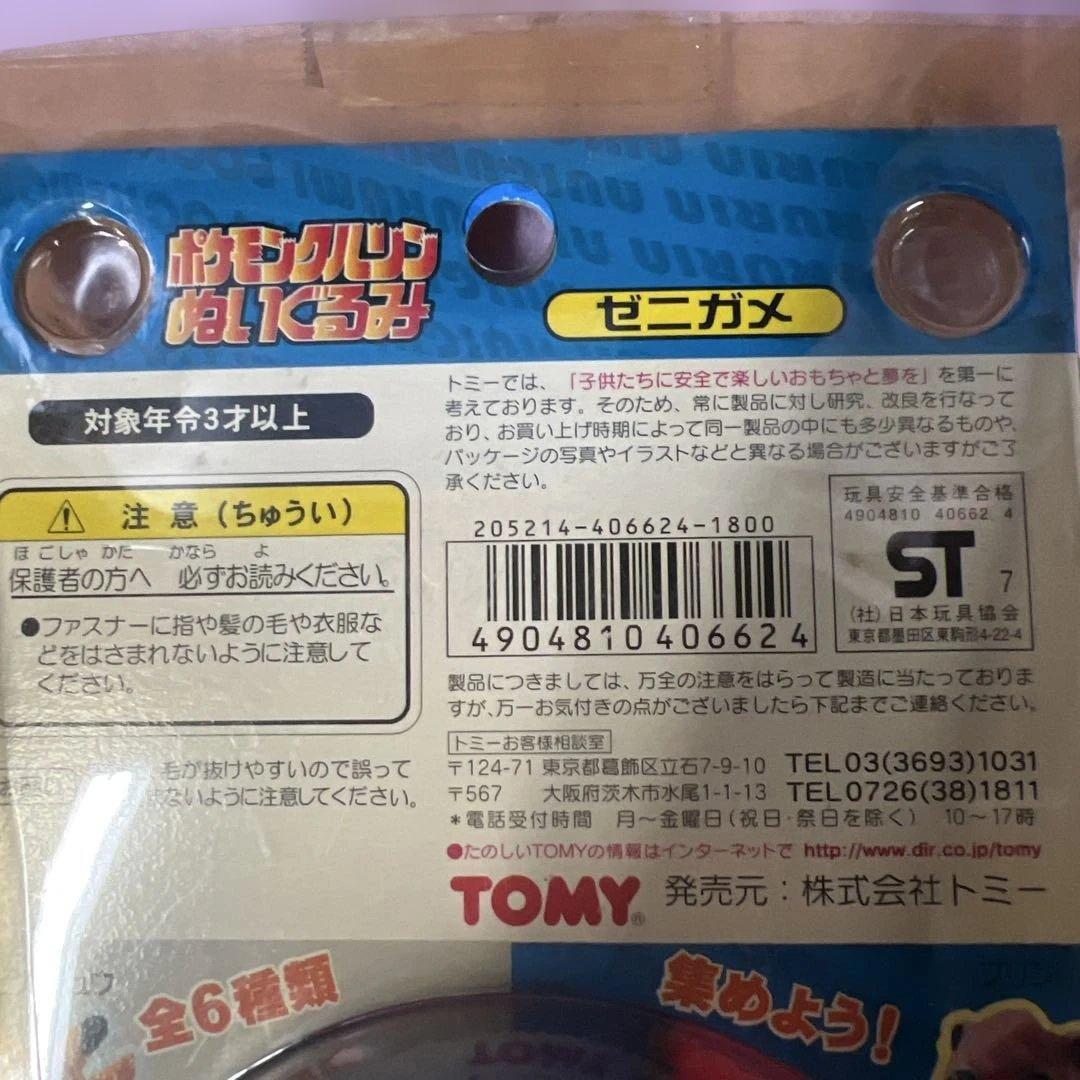 ポケモンクルリン
ぬいぐるみ
ゼニガメ
対象年令3才以上
注意(ちゅうい)
ほごしゃ かた かなら よ
保護者の方へ 必ずお読みください。
●ファスナーに指や髪の毛や衣服な
どをはさまれないように注意して
ください。
毛が抜けやすいので誤って
ないように注意してください。
トミーでは、「子供たちに安全で楽しいおもちゃと夢を」を第一に
考えております。そのため、常に製品に対し研究、改良を行なって
おり、お買い上げ時期によって同一製品の中にも多少異なるものや、
パッケージの写真やイラストなどと異なる場合がございますがご了
承ください。
205214-406624-1800
4904810406624
玩具安全基準合格
4904810 40662 4
ST 7
(社)日本玩具協会
東京都墨田区東駒形4-22-4
製品につきましては、万全の注意をはらって製造に当たっておりま
すが、万一お気付きの点がございましたら下記までご連絡ください。
トミーお客様相談室
〒124-71 東京都葛飾区立石7-9-10 TEL03(3693)1031
〒567 大阪府茨木市水尾1-1-13 TEL0726(38)1811
*電話受付時間 月~金曜日(祝日・祭日を除く) 10~17時
●たのしいTOMYの情報はインターネットで http://www.dir.co.jp/tomy
TOMY® 発売元:株式会社トミー
全6種類
集めよう!
プリン
TOMY